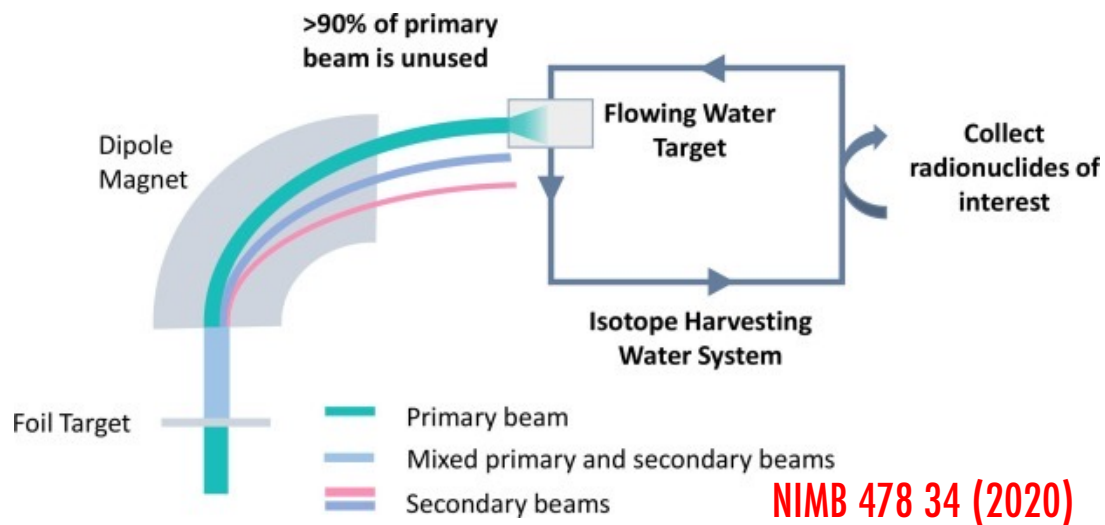 >90% of primary
beam is unused
Dipole
Magnet
Flowing Water
Target
Collect
radionuclides of
interest
Isotope Harvesting
Water System
Foil Target
Primary beam
Mixed primary and secondary beams
Secondary beams
NIMB 478 34 (2020)